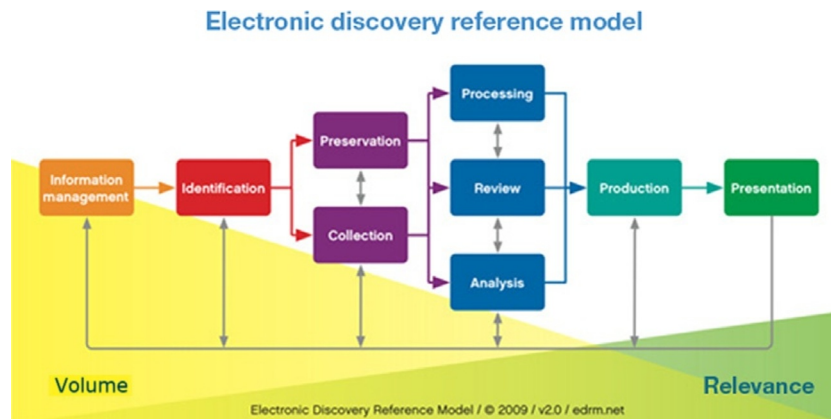 Electronic discovery reference model
Processing
Preservation
Information
management
Identification
Review
Production
Presentation
Collection
Analysis
Volume
Relevance
Electronic Discovery Reference Model / © 2009 / v2.0 / edrm.net